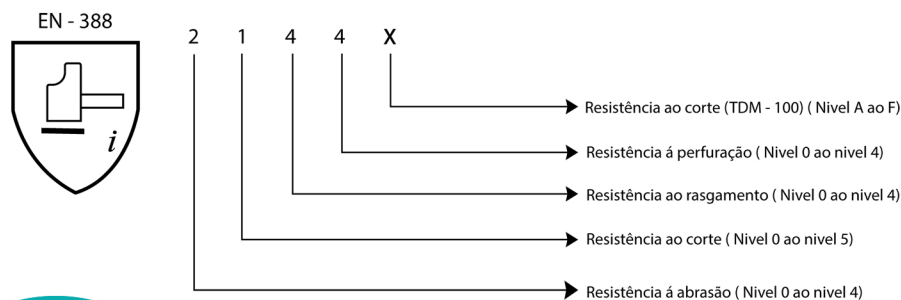 EN - 388
2 1 4 4 X
i
Resistência ao corte (TDM - 100) ( Nivel A ao F)
Resistência á perfuração ( Nivel 0 ao nivel 4)
Resistência ao rasgamento ( Nivel 0 ao nivel 4)
Resistência ao corte ( Nivel 0 ao nivel 5)
Resistência á abrasão ( Nivel 0 ao nivel 4)